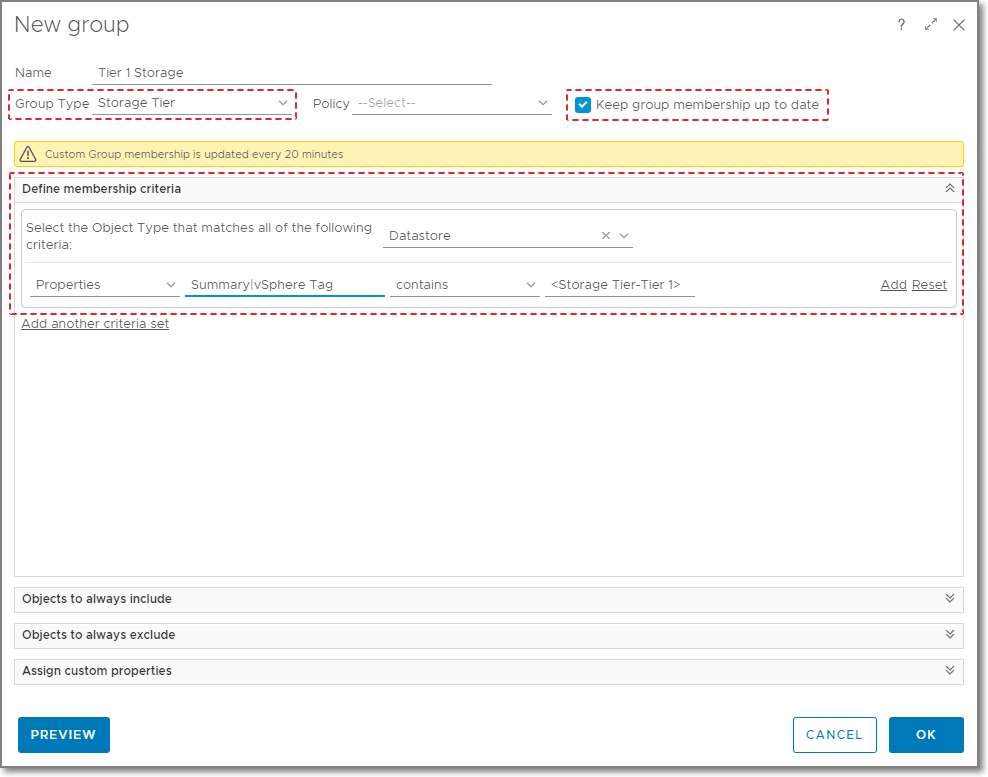 New group
?
Name Tier 1 Storage
Group Type Storage Tier Policy --Select-- Keep group membership up to date
Custom Group membership is updated every 20 minutes
Define membership criteria
Select the Object Type that matches all of the following
criteria:
Datastore
Properties Summary|vSphere Tag contains <Storage Tier-Tier 1> Add Reset
Add another criteria set
Objects to always include
Objects to always exclude
Assign custom properties
PREVIEW CANCEL OK